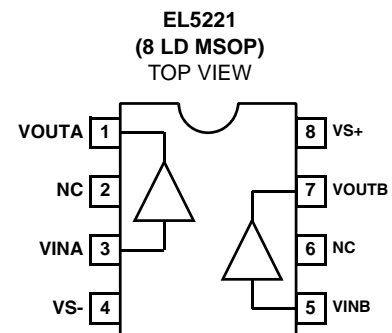 EL5221
(8 LD MSOP)
TOP VIEW
VOUTA 1
8 VS+
NC 2
7 VOUTB
VINA 3
6 NC
VS- 4
5 VINB